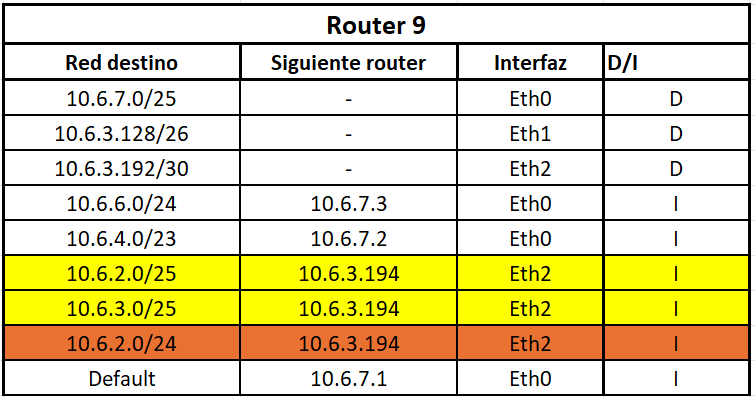 Router 9
Red destino Siguiente router Interfaz D/I
10.6.7.0/25 - Eth0 D
10.6.3.128/26 - Eth1 D
10.6.3.192/30 - Eth2 D
10.6.6.0/24 10.6.7.3 Eth0 I
10.6.4.0/23 10.6.7.2 Eth0 I
10.6.2.0/25 10.6.3.194 Eth2 I
10.6.3.0/25 10.6.3.194 Eth2 I
10.6.2.0/24 10.6.3.194 Eth2 I
Default 10.6.7.1 Eth0 I